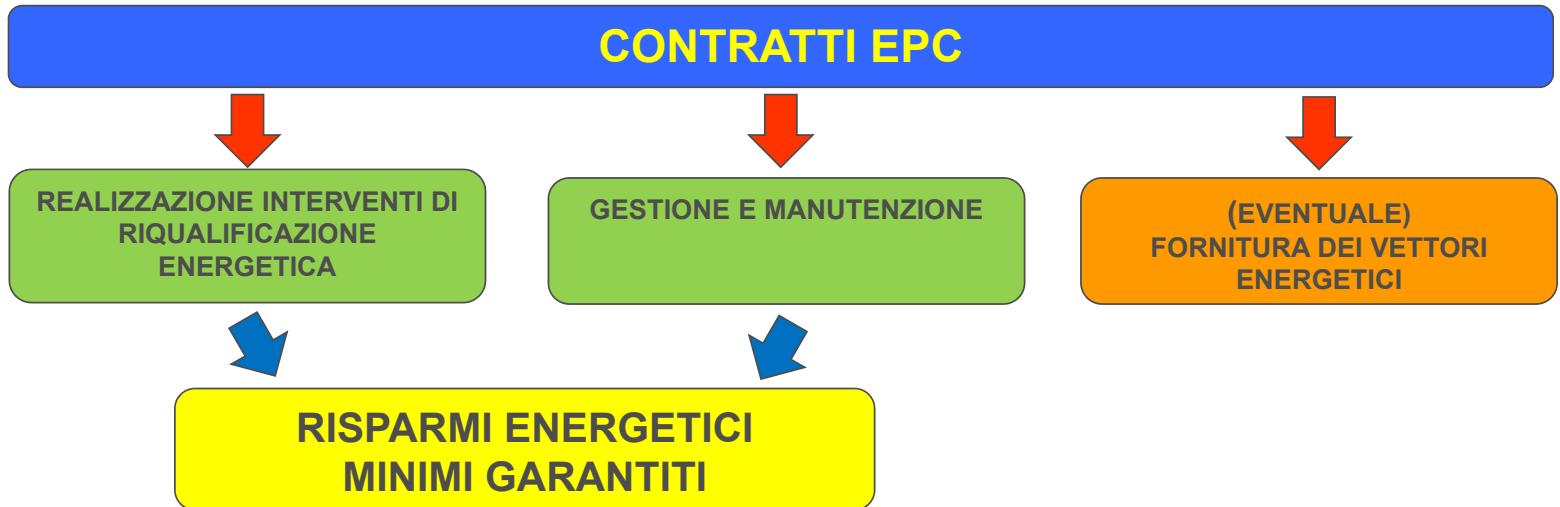 CONTRATTI EPC
REALIZZAZIONE INTERVENTI DI
RIQUALIFICAZIONE
ENERGETICA
GESTIONE E MANUTENZIONE
(EVENTUALE)
FORNITURA DEI VETTORI
ENERGETICI
RISPARMI ENERGETICI
MINIMI GARANTITI